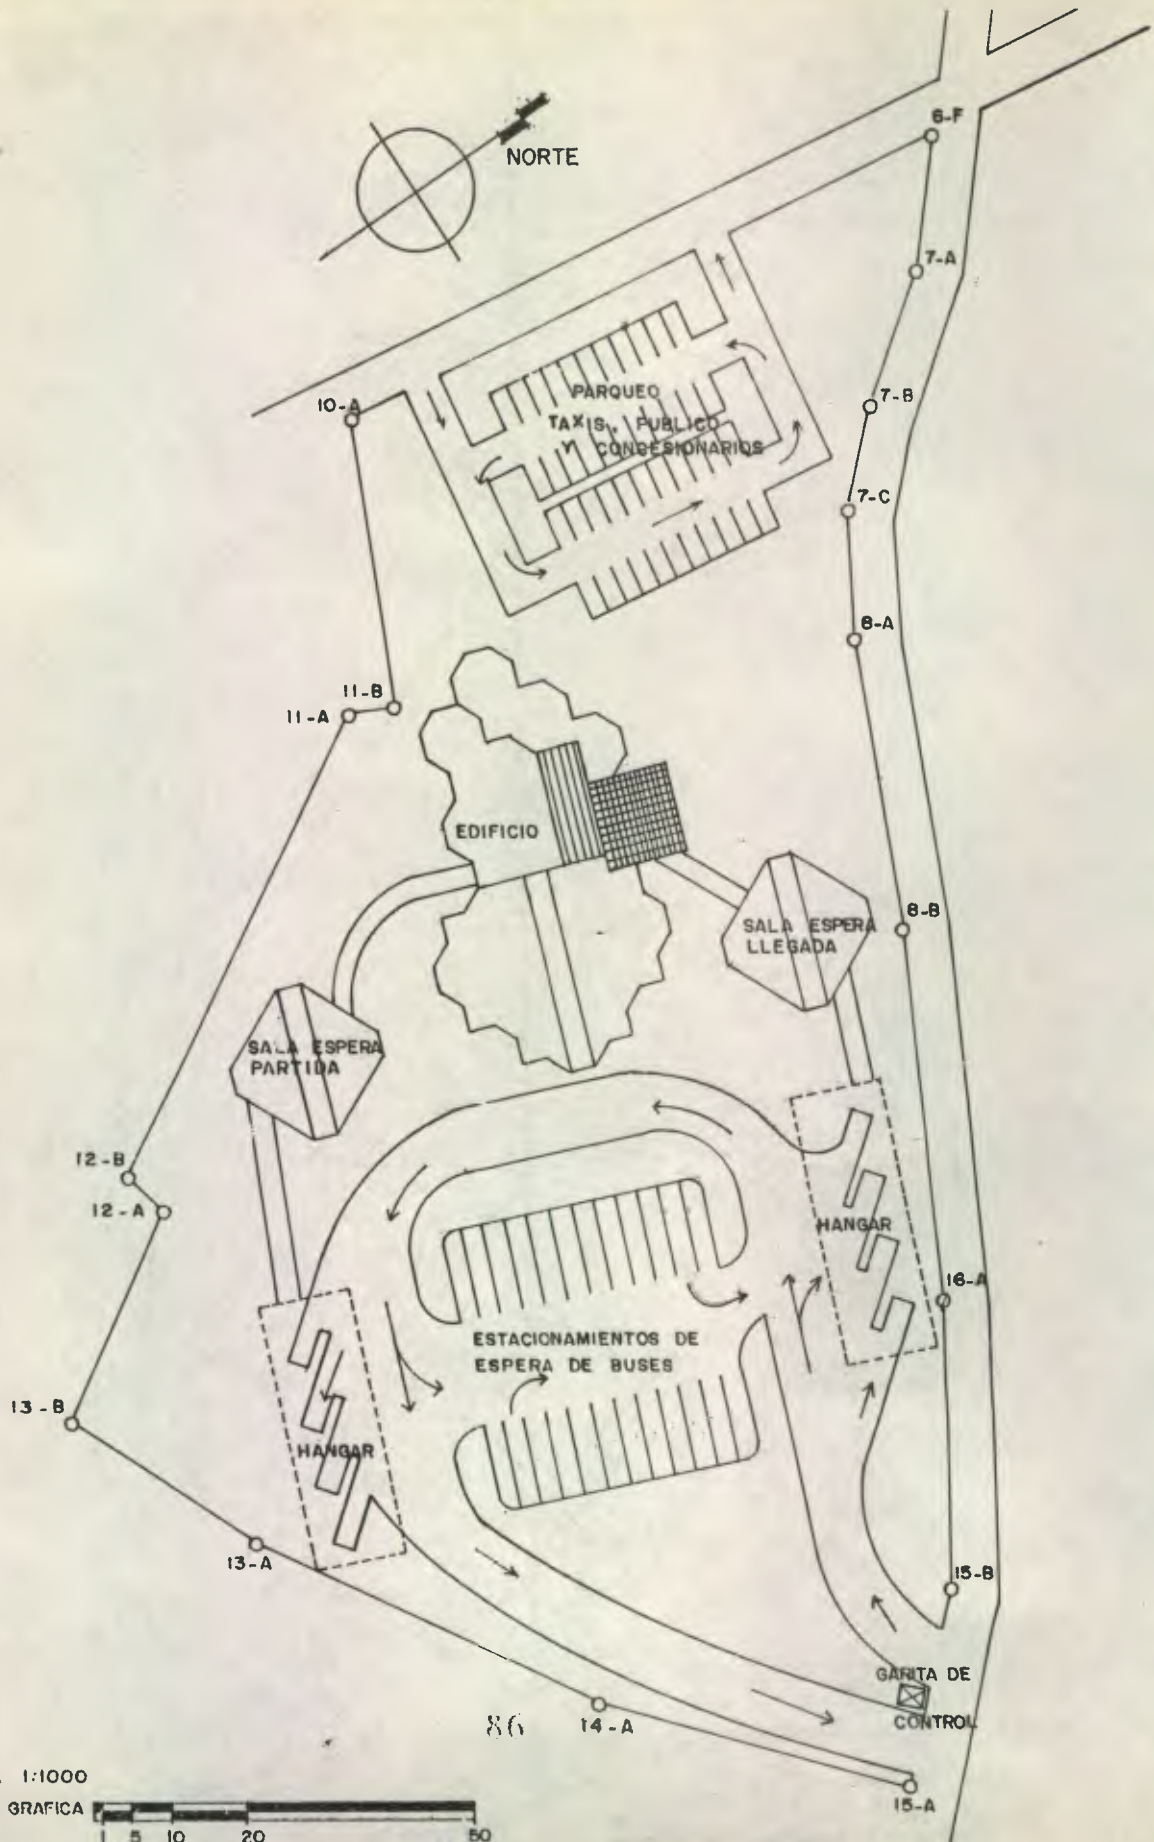 NORTE
6-F
7-A
7-B
10-A
PARQUEO
TAXIS, PUBLICO
Y CONCESIONARIOS
7-C
8-A
11-B
11-A
EDIFICIO
8-B
SALA ESPERA
LLEGADA
SALA ESPERA
PARTIDA
12-B
12-A
HANGAR
16-A
ESTACIONAMIENTOS DE
ESPERA DE BUSES
13-B
HANGAR
13-A
15-B
GARITA DE
CONTROL
86
14-A
1:1000
GRAFICA
15-A
1 5 10 20 50